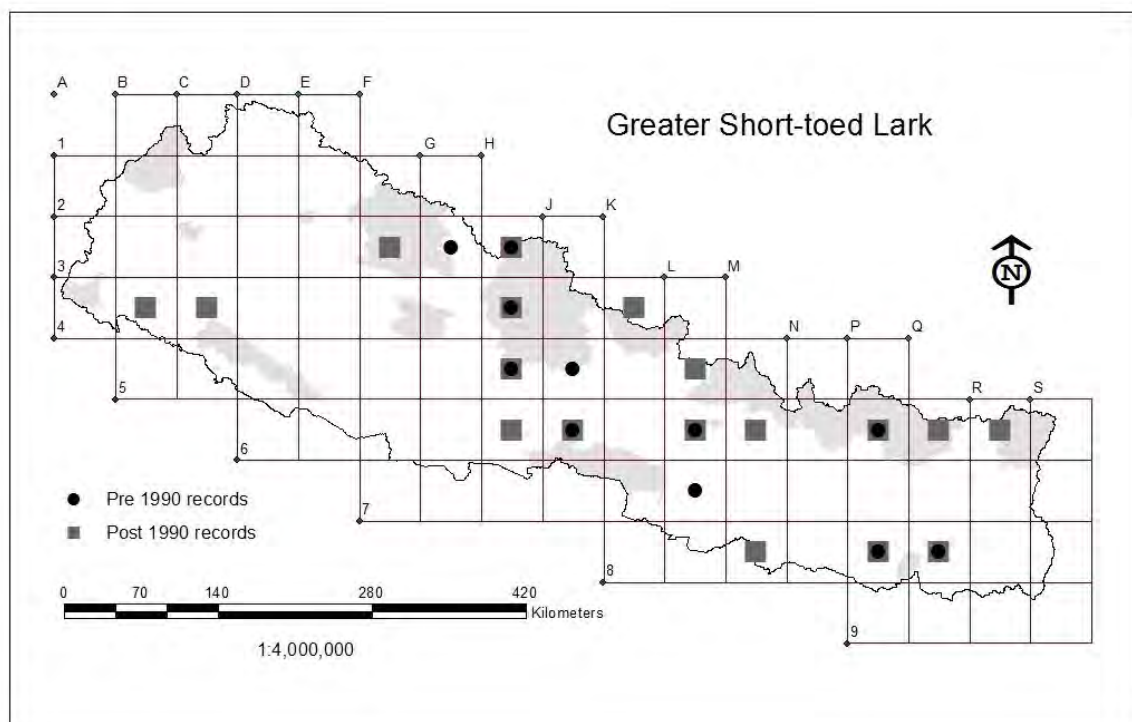 A B C D E F
Greater Short-toed Lark
1 G H
2 J K
N
3 L M
4 N P Q
5 R S
6
Pre 1990 records
7
Post 1990 records
8
0 70 140 280 420
Kilometers
9
1:4,000,000